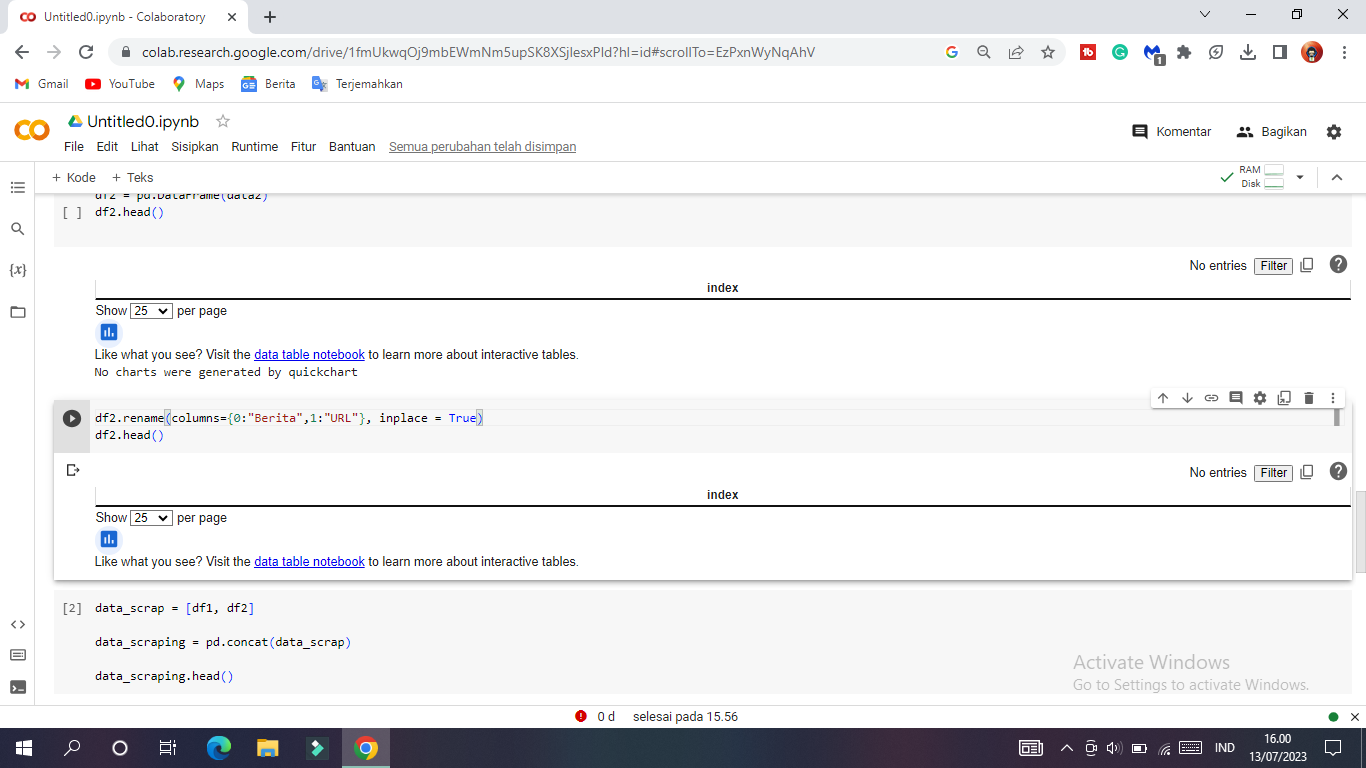 Untitled0.ipynb - Colaboratory
colab.research.google.com/drive/1fmUkwqOj9mbEWmNm5upSK8XSjlesxPld?hl=id#scrollTo=EzPxnWyNqAhV
1
Gmail YouTube Maps Berita Terjemahkan
Untitled0.ipynb
File Edit Lihat Sisipkan Runtime Fitur Bantuan Semua perubahan telah disimpan
Komentar Bagikan
+ Kode + Teks
RAM
Disk
df2 = pd.DataFrame(data2)
[ ] df2.head()
No entries Filter
index
Show 25 per page
Like what you see? Visit the data table notebook to learn more about interactive tables.
No charts were generated by quickchart
df2.rename(columns={0:"Berita",1:"URL"}, inplace = True)
df2.head()
No entries Filter
index
Show 25 per page
Like what you see? Visit the data table notebook to learn more about interactive tables.
[2] data_scrap = [df1, df2]
data_scraping = pd.concat(data_scrap)
data_scraping.head()
Activate Windows
Go to Settings to activate Windows.
0 d selesai pada 15.56
IND
16.00
13/07/2023